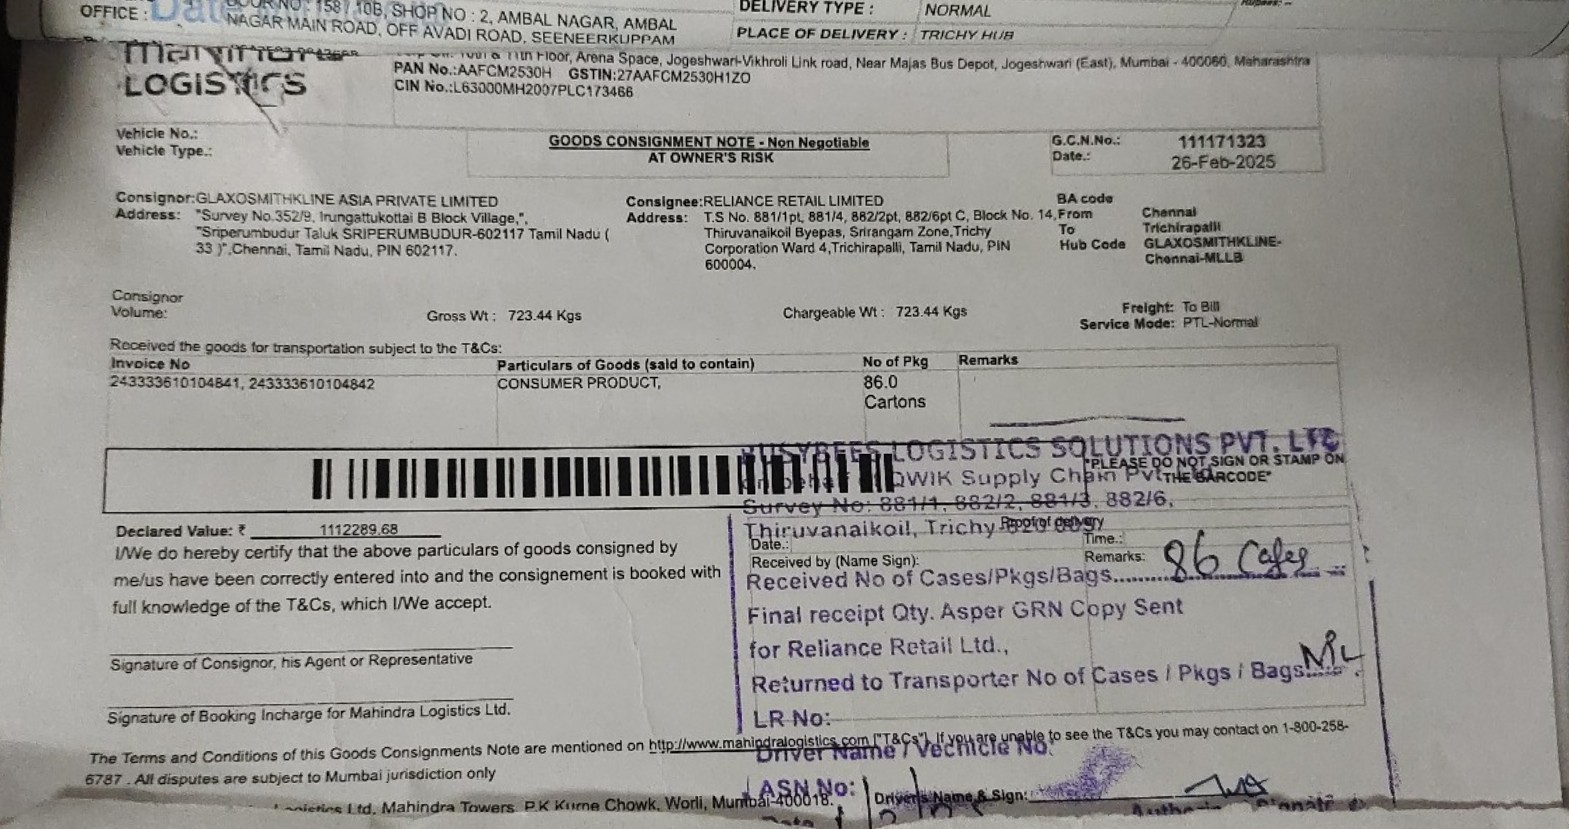 OFFICE :
DOOR NO : 158 / 10B, SHOP NO : 2, AMBAL NAGAR, AMBAL
NAGAR MAIN ROAD, OFF AVADI ROAD, SEENEERKUPPAM
DELIVERY TYPE : NORMAL
PLACE OF DELIVERY : TRICHY HUB
LOGISTICS
11th Floor, Arena Space, Jogeshwari-Vikhroli Link road, Near Majas Bus Depot, Jogeshwari (East), Mumbai - 400060, Maharashtra
PAN No.:AAFCM2530H GSTIN:27AAFCM2530H1ZO
CIN No.:L63000MH2007PLC173466
Vehicle No.:
Vehicle Type.:
GOODS CONSIGNMENT NOTE - Non Negotiable
AT OWNER'S RISK
G.C.N.No.: 111171323
Date.: 26-Feb-2025
Consignor:GLAXOSMITHKLINE ASIA PRIVATE LIMITED
Address: "Survey No.352/9, Irungattukottai B Block Village,",
"Sriperumbudur Taluk SRIPERUMBUDUR-602117 Tamil Nadu (
33 )",Chennai, Tamil Nadu, PIN 602117.
Consignee:RELIANCE RETAIL LIMITED
Address: T.S No. 881/1pt, 881/4, 882/2pt, 882/6pt C, Block No. 14,
Thiruvanaikoil Byepas, Srirangam Zone,Trichy
Corporation Ward 4,Trichirapalli, Tamil Nadu, PIN
600004.
BA code
From Chennai
To Trichirapalli
Hub Code GLAXOSMITHKLINE-
Chennai-MLLB
Consignor
Volume:
Gross Wt : 723.44 Kgs
Chargeable Wt : 723.44 Kgs
Freight: To Bill
Service Mode: PTL-Normal
Received the goods for transportation subject to the T&Cs:
Invoice No Particulars of Goods (said to contain) No of Pkg Remarks
243333610104841, 243333610104842 CONSUMER PRODUCT, 86.0
Cartons
BUSYBEES LOGISTICS SOLUTIONS PVT. LTD
"PLEASE DO NOT SIGN OR STAMP ON
THE BARCODE"
QWIK Supply Chain Pvt
Survey No: 881/1, 882/2, 881/3, 882/6,
Thiruvanaikoil, Trichy
Proof of delivery
Declared Value: ₹ 1112289.68
I/We do hereby certify that the above particulars of goods consigned by
me/us have been correctly entered into and the consignement is booked with
full knowledge of the T&Cs, which I/We accept.
Date.: Time.:
Received by (Name Sign): Remarks:
Received No of Cases/Pkgs/Bags........ 86 Cases
Final receipt Qty. Asper GRN Copy Sent
for Reliance Retail Ltd.,
Returned to Transporter No of Cases / Pkgs / Bags
LR No:
Signature of Consignor, his Agent or Representative
Signature of Booking Incharge for Mahindra Logistics Ltd.
The Terms and Conditions of this Goods Consignments Note are mentioned on http://www.mahindralogistics.com ("T&Cs"). If you are unable to see the T&Cs you may contact on 1-800-258-
6787 . All disputes are subject to Mumbai jurisdiction only
Driver Name / Vechicle No.
ASN No:
Driver's Name & Sign:
Logistics Ltd, Mahindra Towers, P.K Kurne Chowk, Worli, Mumbai-400018.